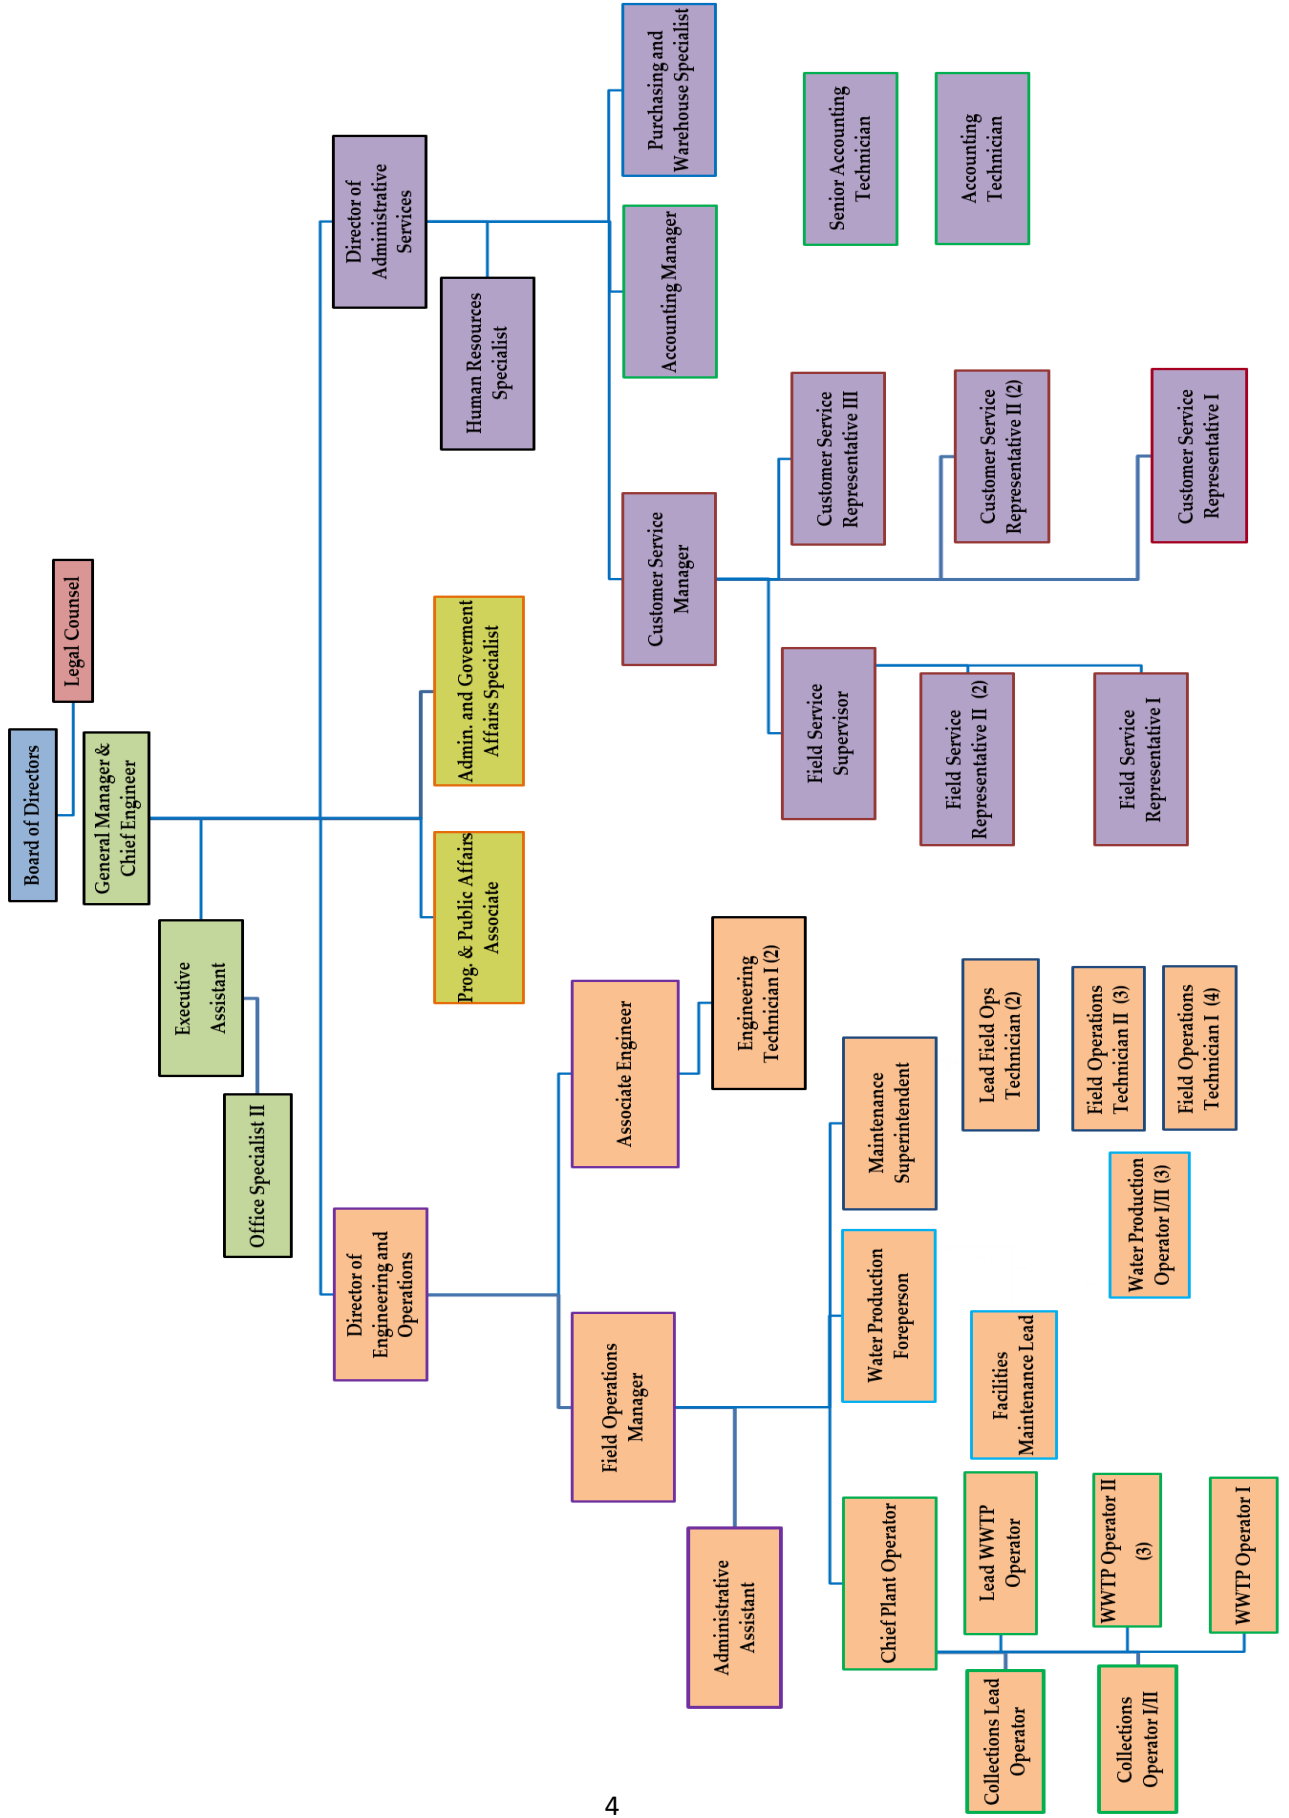 Board of Directors
Legal Counsel
General Manager &
Chief Engineer
Executive
Assistant
Office Specialist II
Director of
Engineering and
Operations
Director of
Administrative
Services
Prog. & Public Affairs
Associate
Admin. and Goverment
Affairs Specialist
Human Resources
Specialist
Field Operations
Manager
Associate Engineer
Customer Service
Manager
Accounting Manager
Purchasing and
Warehouse Specialist
Administrative
Assistant
Engineering
Technician I (2)
Chief Plant Operator
Water Production
Foreperson
Maintenance
Superintendent
Field Service
Supervisor
Customer Service
Representative III
Senior Accounting
Technician
Collections Lead
Operator
Lead WWTP
Operator
Facilities
Maintenance Lead
Lead Field Ops
Technician (2)
Field Service
Representative II (2)
Customer Service
Representative II (2)
Accounting
Technician
Collections
Operator I/II
WWTP Operator II
(3)
Water Production
Operator I/II (3)
Field Operations
Technician II (3)
Field Service
Representative I
Customer Service
Representative I
WWTP Operator I
Field Operations
Technician I (4)
4